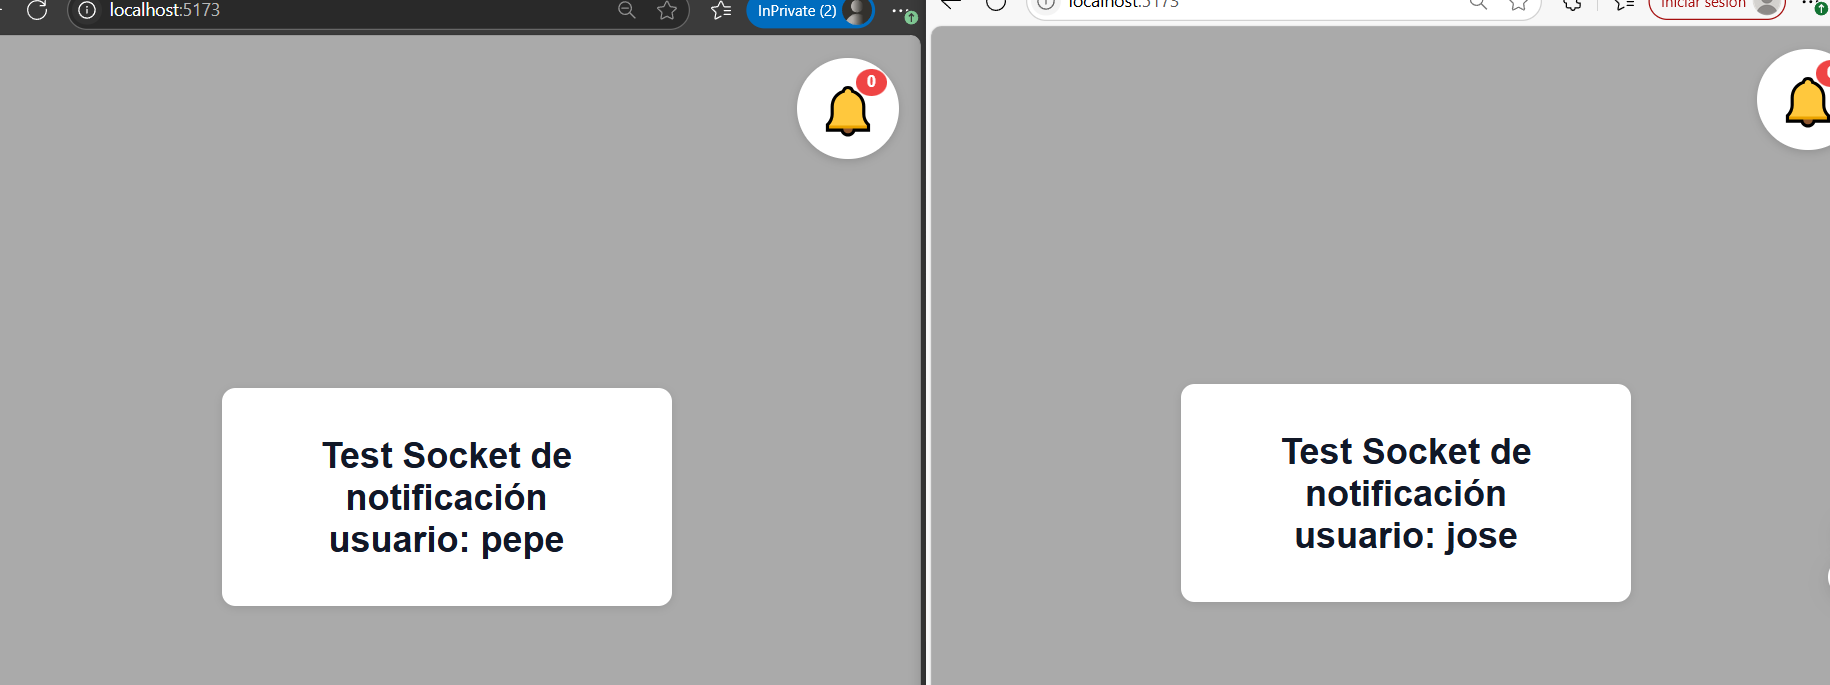 localhost:5173
InPrivate (2)
0
Test Socket de
notificación
usuario: pepe
localhost:5173
Iniciar sesión
Test Socket de
notificación
usuario: jose